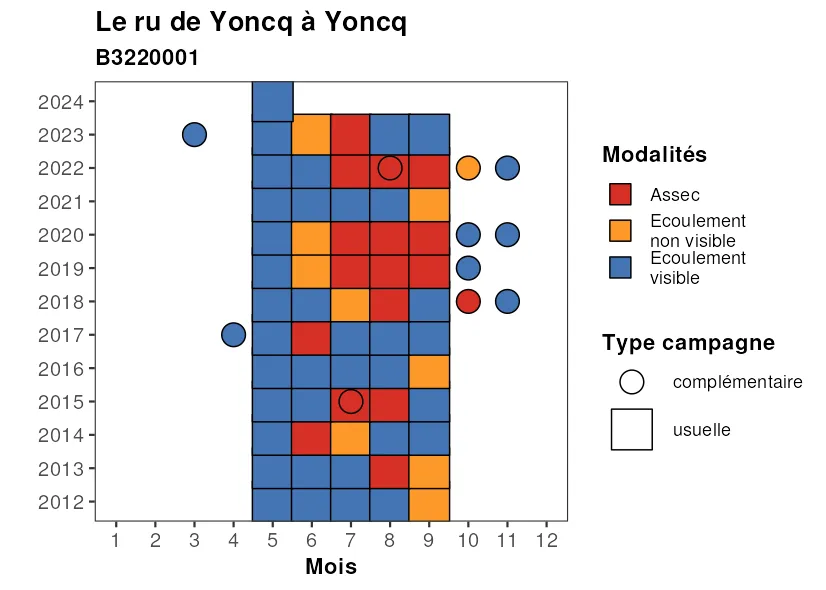 Le ru de Yoncq à Yoncq
B3220001
2024
2023
2022
2021
2020
2019
2018
2017
2016
2015
2014
2013
2012
1 2 3 4 5 6 7 8 9 10 11 12
Mois
Modalités
Assec
Ecoulement
non visible
Ecoulement
visible
Type campagne
complémentaire
usuelle